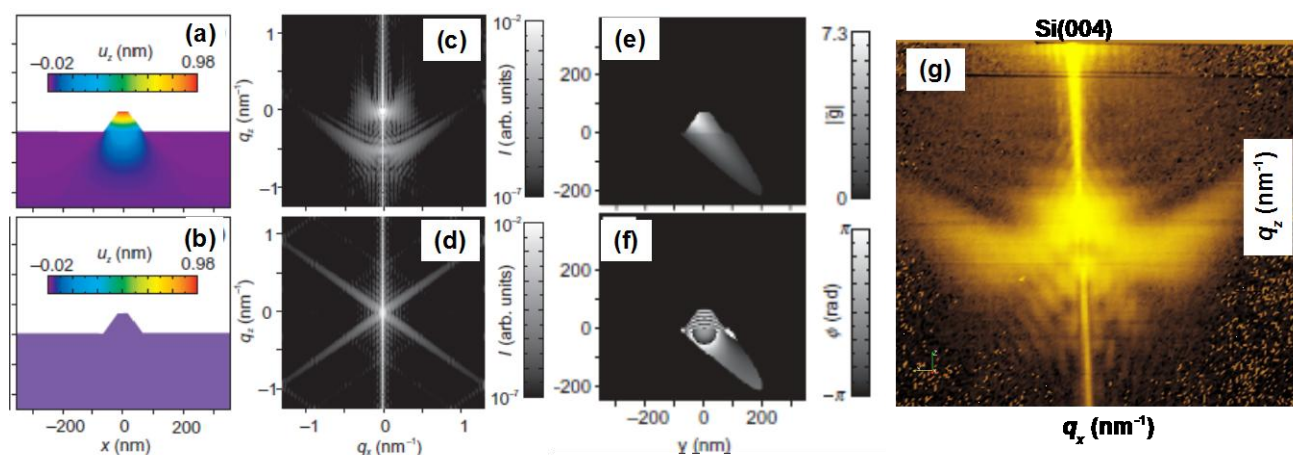 (a)
u_z (nm)
−0.02
0.98
(b)
u_z (nm)
−0.02
0.98
−200
0
200
x (nm)
(c)
q_z (nm⁻¹)
1
0
−1
10⁻²
I (arb. units)
10⁻⁷
(d)
q_z (nm⁻¹)
1
0
−1
10⁻²
I (arb. units)
10⁻⁷
−1
0
1
q_x (nm⁻¹)
(e)
200
0
-200
7.3
|g̃|
0
(f)
200
0
-200
π
ϕ (rad)
−π
−200
0
200
y (nm)
Si(004)
(g)
q_z (nm⁻¹)
q_x (nm⁻¹)